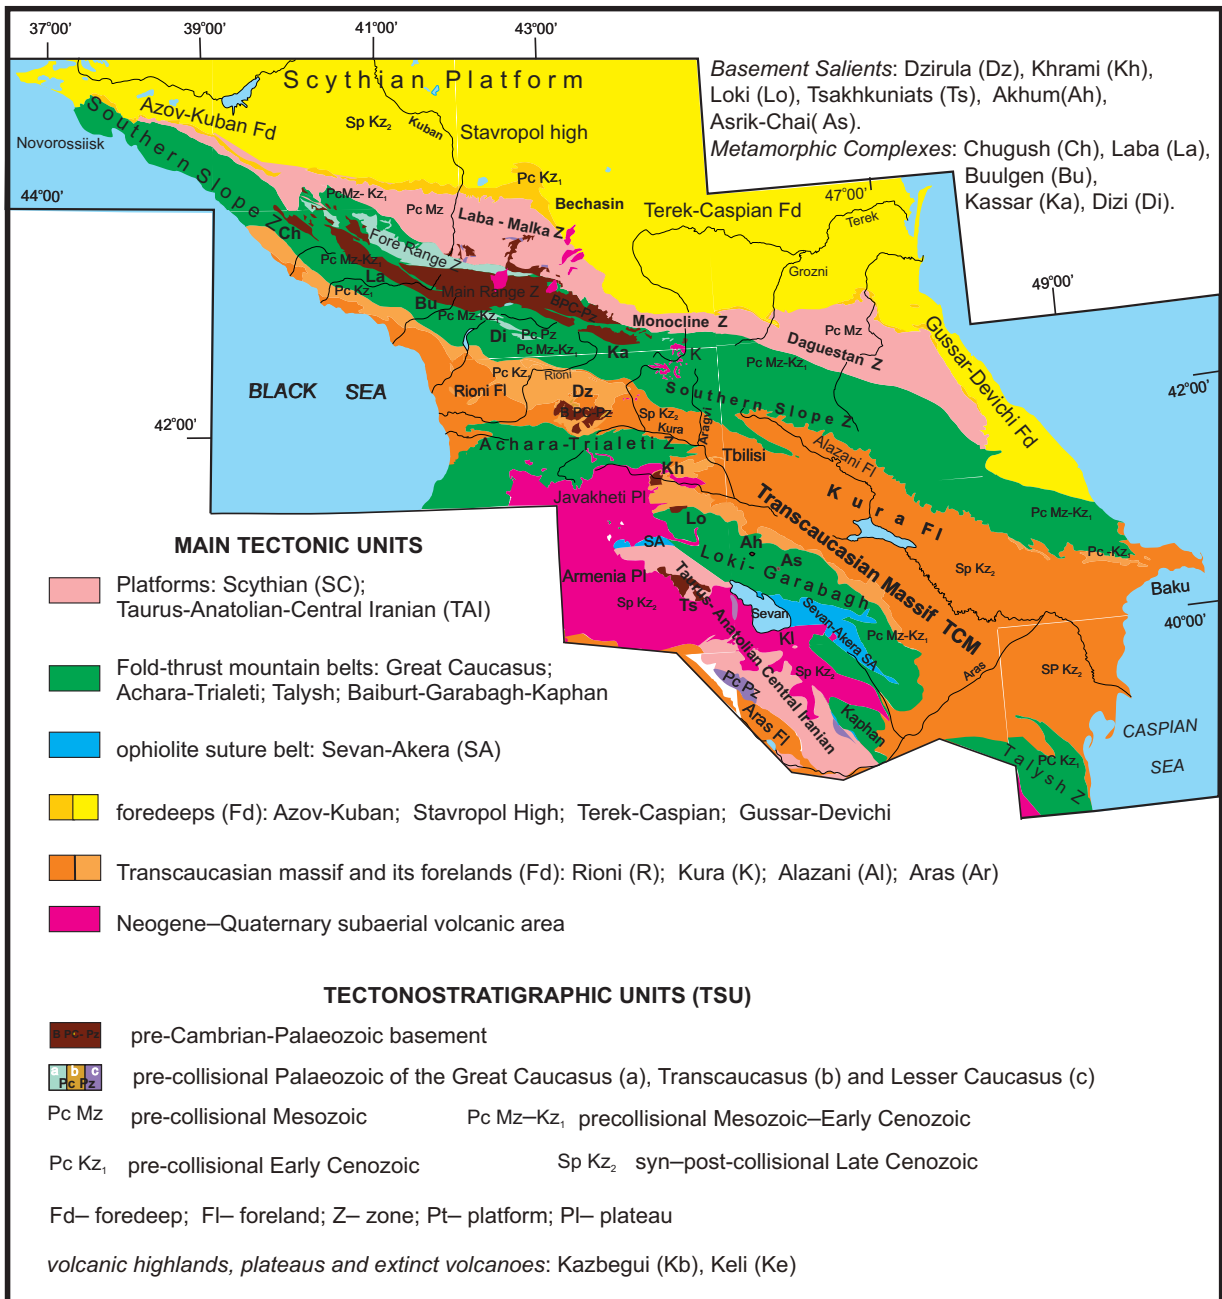 37°00'
39°00'
41°00'
43°00'
Scythian Platform
Basement Salients: Dzirula (Dz), Khrami (Kh),
Loki (Lo), Tsakhkuniats (Ts), Akhum(Ah),
Asrik-Chai( As).
Metamorphic Complexes: Chugush (Ch), Laba (La),
Buulgen (Bu),
Kassar (Ka), Dizi (Di).
Azov-Kuban Fd
Sp Kz2
Kuban
Stavropol high
Novorossiisk
Southern Slope Z
44°00'
Pc Kz1
Bechasin
47°00'
Terek-Caspian Fd
Terek
PcMz- Kz1
Pc Mz
Laba - Malka Z
Ch
Fore Range Z
Grozni
49°00'
Pc Mz-Kz1
La
Pc Kz1
Main Range Z
Bu
BPC-Pz
Pc Mz-Kz1
Monocline Z
Pc Mz
Daguestan Z
Gussar-Devichi Fd
Di
Pc Pz
Pc Mz-Kz1
Ka
K
Pc Mz-Kz1
42°00'
BLACK SEA
Pc Kz1
Rioni
Rioni Fl
Dz
Southern Slope Z
B PC-Pz
Sp Kz2
Kura
Aragvi
42°00'
Achara-Trialeti Z
Tbilisi
Alazani Fl
Kh
Javakheti Pl
Kura Fl
Transcaucasian Massif TCM
Pc Mz-Kz1
Lo
SA
Ah
As
Loki-Garabagh
Pc -Kz1
Sp Kz2
Baku
Armenia Pl
Sp Kz2
Ts
Taurus-Anatolian Central Iranian
Sevan
Sevan-Akera SA
40°00'
Kl
Pc Mz-Kz1
Sp Kz2
Aras
SP Kz2
Pc Pz
Aras Fl
Kaphan
CASPIAN
SEA
Talysh Z
PC Kz1
MAIN TECTONIC UNITS
Platforms: Scythian (SC);
Taurus-Anatolian-Central Iranian (TAI)
Fold-thrust mountain belts: Great Caucasus;
Achara-Trialeti; Talysh; Baiburt-Garabagh-Kaphan
ophiolite suture belt: Sevan-Akera (SA)
foredeeps (Fd): Azov-Kuban; Stavropol High; Terek-Caspian; Gussar-Devichi
Transcaucasian massif and its forelands (Fd): Rioni (R); Kura (K); Alazani (Al); Aras (Ar)
Neogene–Quaternary subaerial volcanic area
TECTONOSTRATIGRAPHIC UNITS (TSU)
B PC- Pz
pre-Cambrian-Palaeozoic basement
a b c
Pc Pz
pre-collisional Palaeozoic of the Great Caucasus (a), Transcaucasus (b) and Lesser Caucasus (c)
Pc Mz pre-collisional Mesozoic
Pc Mz–Kz1 precollisional Mesozoic–Early Cenozoic
Pc Kz1 pre-collisional Early Cenozoic
Sp Kz2 syn–post-collisional Late Cenozoic
Fd– foredeep; Fl– foreland; Z– zone; Pt– platform; Pl– plateau
volcanic highlands, plateaus and extinct volcanoes: Kazbegui (Kb), Keli (Ke)